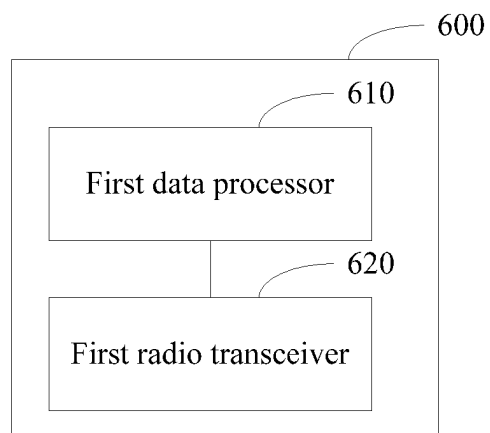 600
610
First data processor
620
First radio transceiver